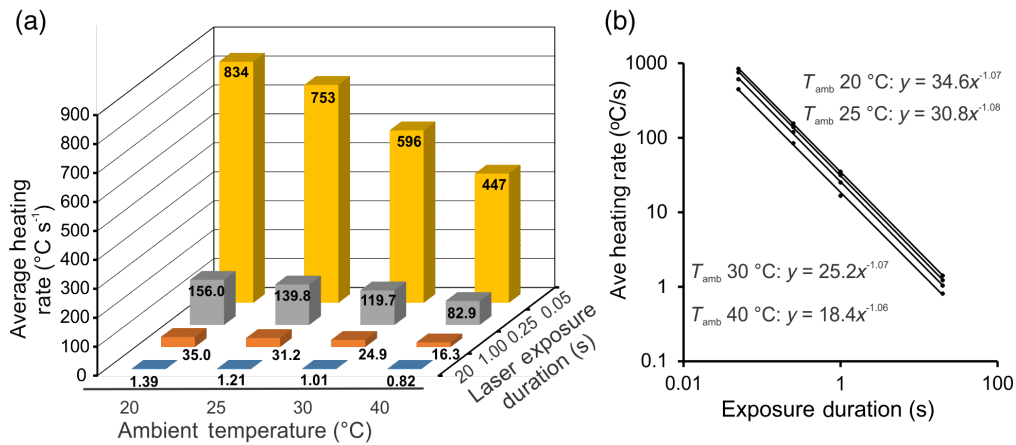 (a)
834
753
596
447
900
800
700
600
500
400
300
200
100
0
Average heating
rate (°C s⁻¹)
156.0
139.8
119.7
82.9
35.0
31.2
24.9
16.3
1.39
1.21
1.01
0.82
20 1.00 0.25 0.05
Laser exposure
duration (s)
20 25 30 40
Ambient temperature (°C)
(b)
1000
100
10
1
0.1
Ave heating rate (°C/s)
T_amb 20 °C: y = 34.6x^-1.07
T_amb 25 °C: y = 30.8x^-1.08
T_amb 30 °C: y = 25.2x^-1.07
T_amb 40 °C: y = 18.4x^-1.06
0.01 1 100
Exposure duration (s)